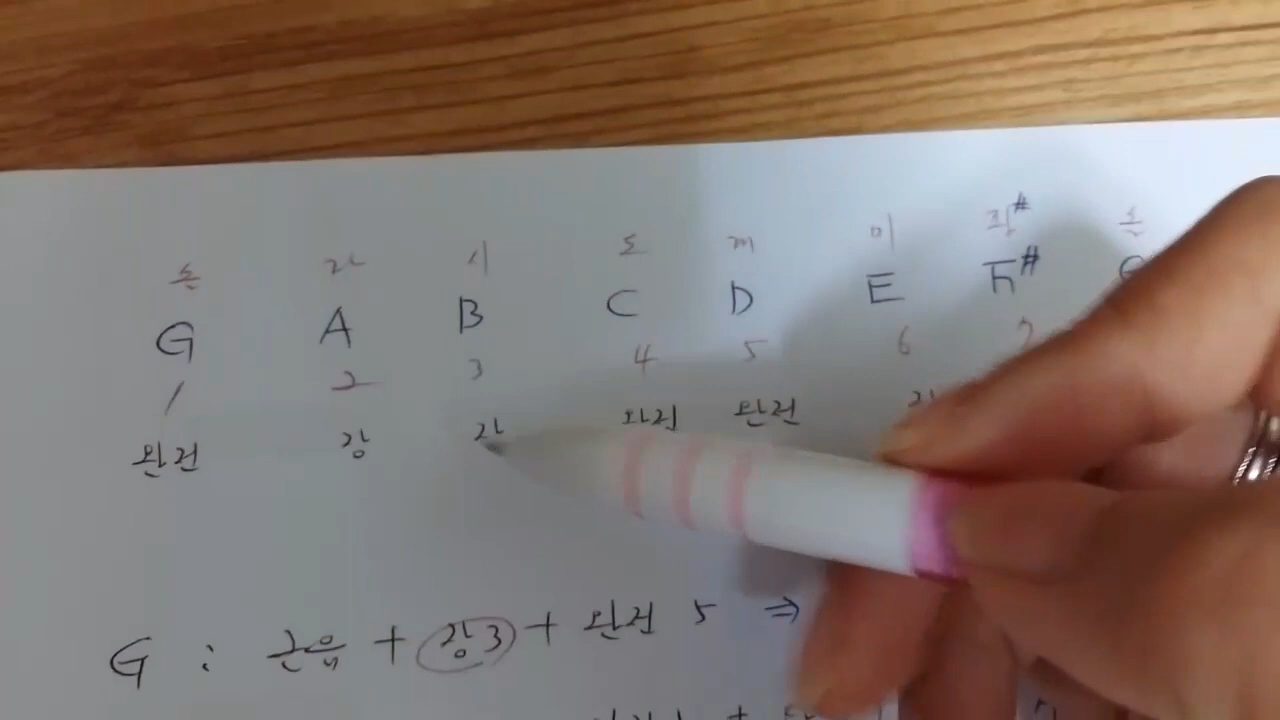 솔 라 시 도 레 미 파# 솔
G A B C D E F# G
1 2 3 4 5 6 7
완전 장 장 완전 완전 장
G : 근음 + 장3 + 완전 5 ⇒